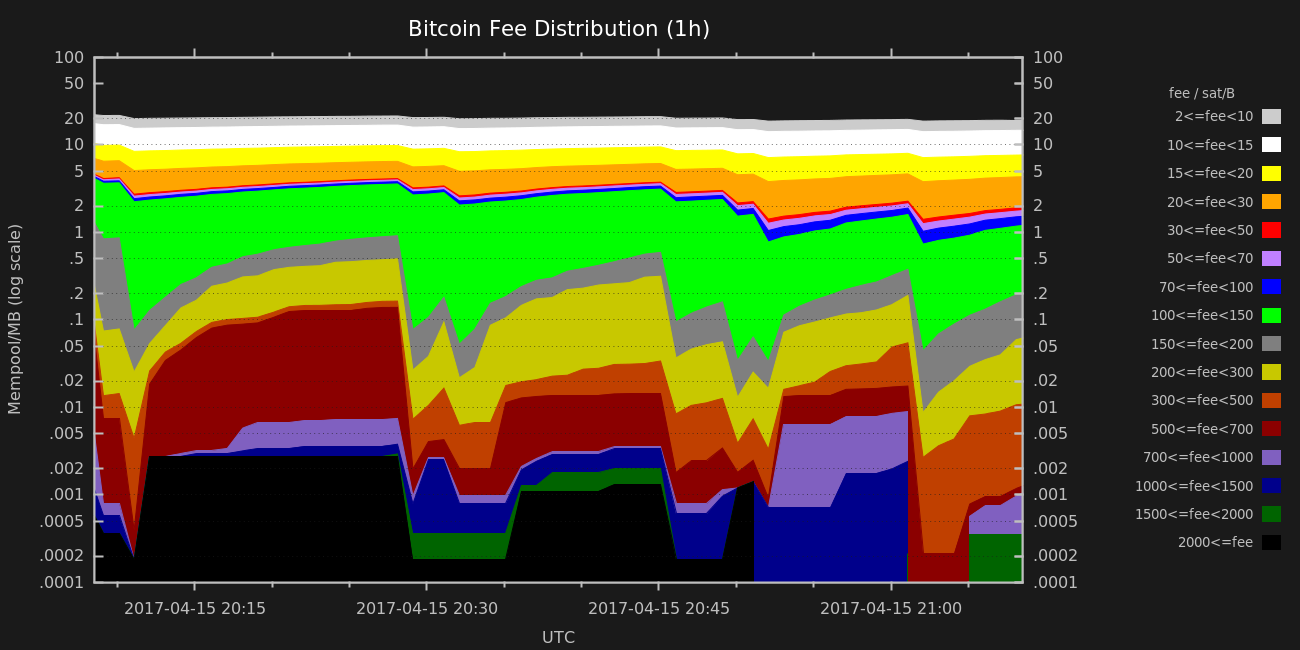 Bitcoin Fee Distribution (1h)
Mempool/MB (log scale)
100
50
20
10
5
2
1
.5
.2
.1
.05
.02
.01
.005
.002
.001
.0005
.0002
.0001
100
50
20
10
5
2
1
.5
.2
.1
.05
.02
.01
.005
.002
.001
.0005
.0002
.0001
fee / sat/B
2<=fee<10
10<=fee<15
15<=fee<20
20<=fee<30
30<=fee<50
50<=fee<70
70<=fee<100
100<=fee<150
150<=fee<200
200<=fee<300
300<=fee<500
500<=fee<700
700<=fee<1000
1000<=fee<1500
1500<=fee<2000
2000<=fee
2017-04-15 20:15
2017-04-15 20:30
2017-04-15 20:45
2017-04-15 21:00
UTC